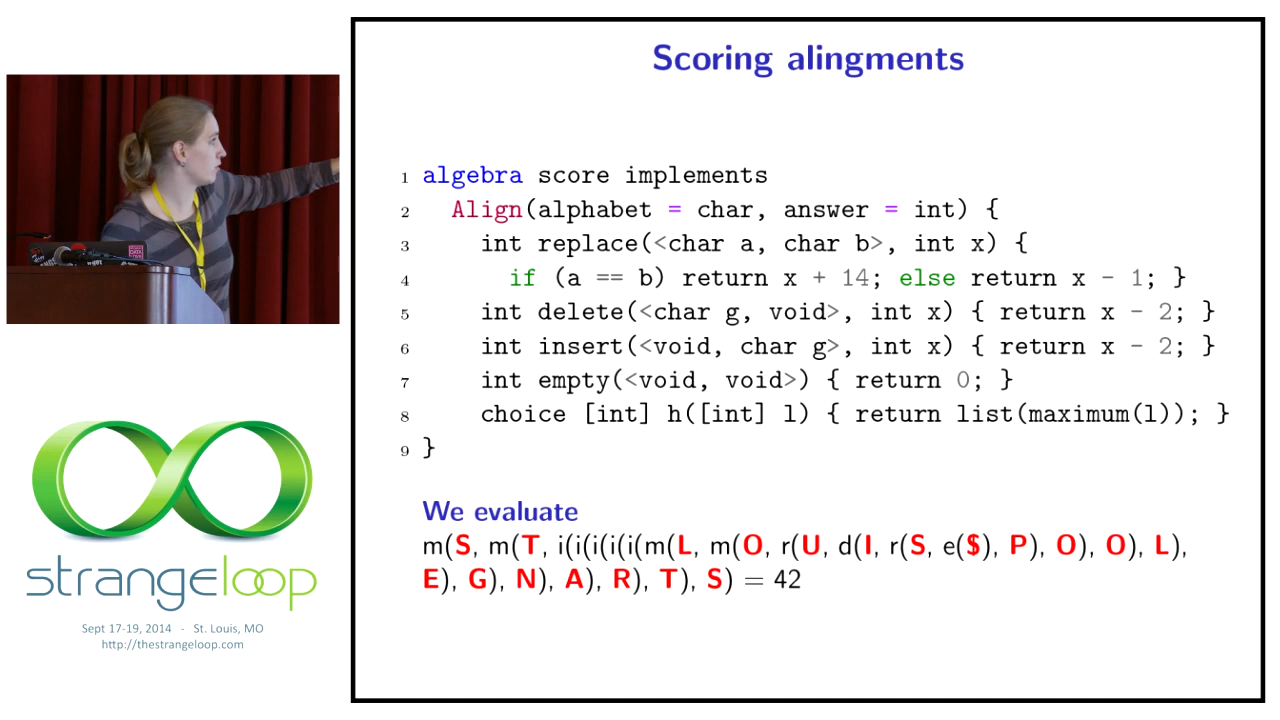 Scoring alingments
1 algebra score implements
2 Align(alphabet = char, answer = int) {
3 int replace(<char a, char b>, int x) {
4 if (a == b) return x + 14; else return x - 1; }
5 int delete(<char g, void>, int x) { return x - 2; }
6 int insert(<void, char g>, int x) { return x - 2; }
7 int empty(<void, void>) { return 0; }
8 choice [int] h([int] l) { return list(maximum(l)); }
9 }
We evaluate
m(S, m(T, i(i(i(i(i(m(L, m(O, r(U, d(I, r(S, e($), P), O), O), L),
E), G), N), A), R), T), S) = 42
strangeloop
Sept 17-19, 2014 - St. Louis, MO
http://thestrangeloop.com